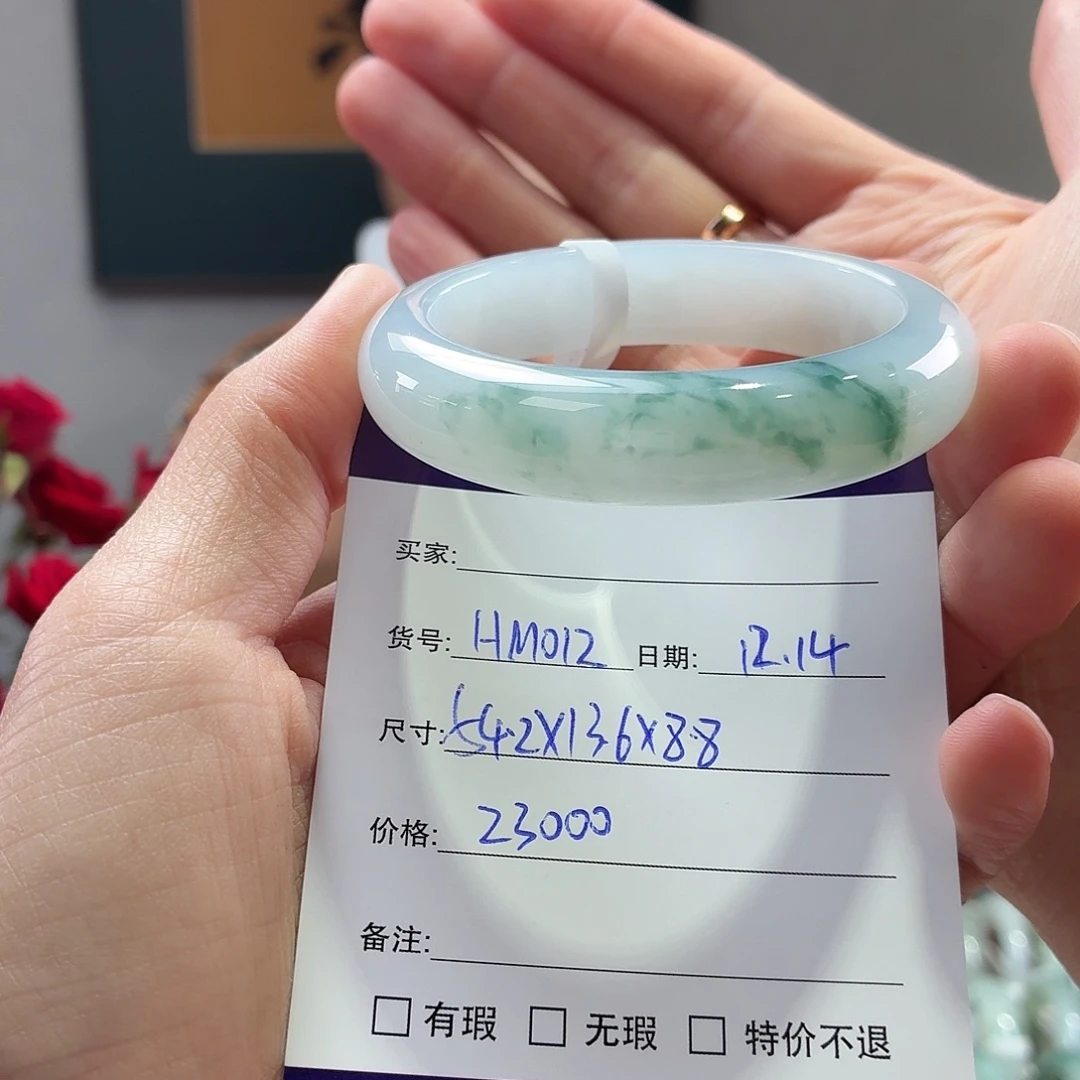 买家:
货号: HM012 日期: 12.14
尺寸: 54.2X13.6X8.8
价格: 23000
备注:
□ 有瑕 □ 无瑕 □ 特价不退